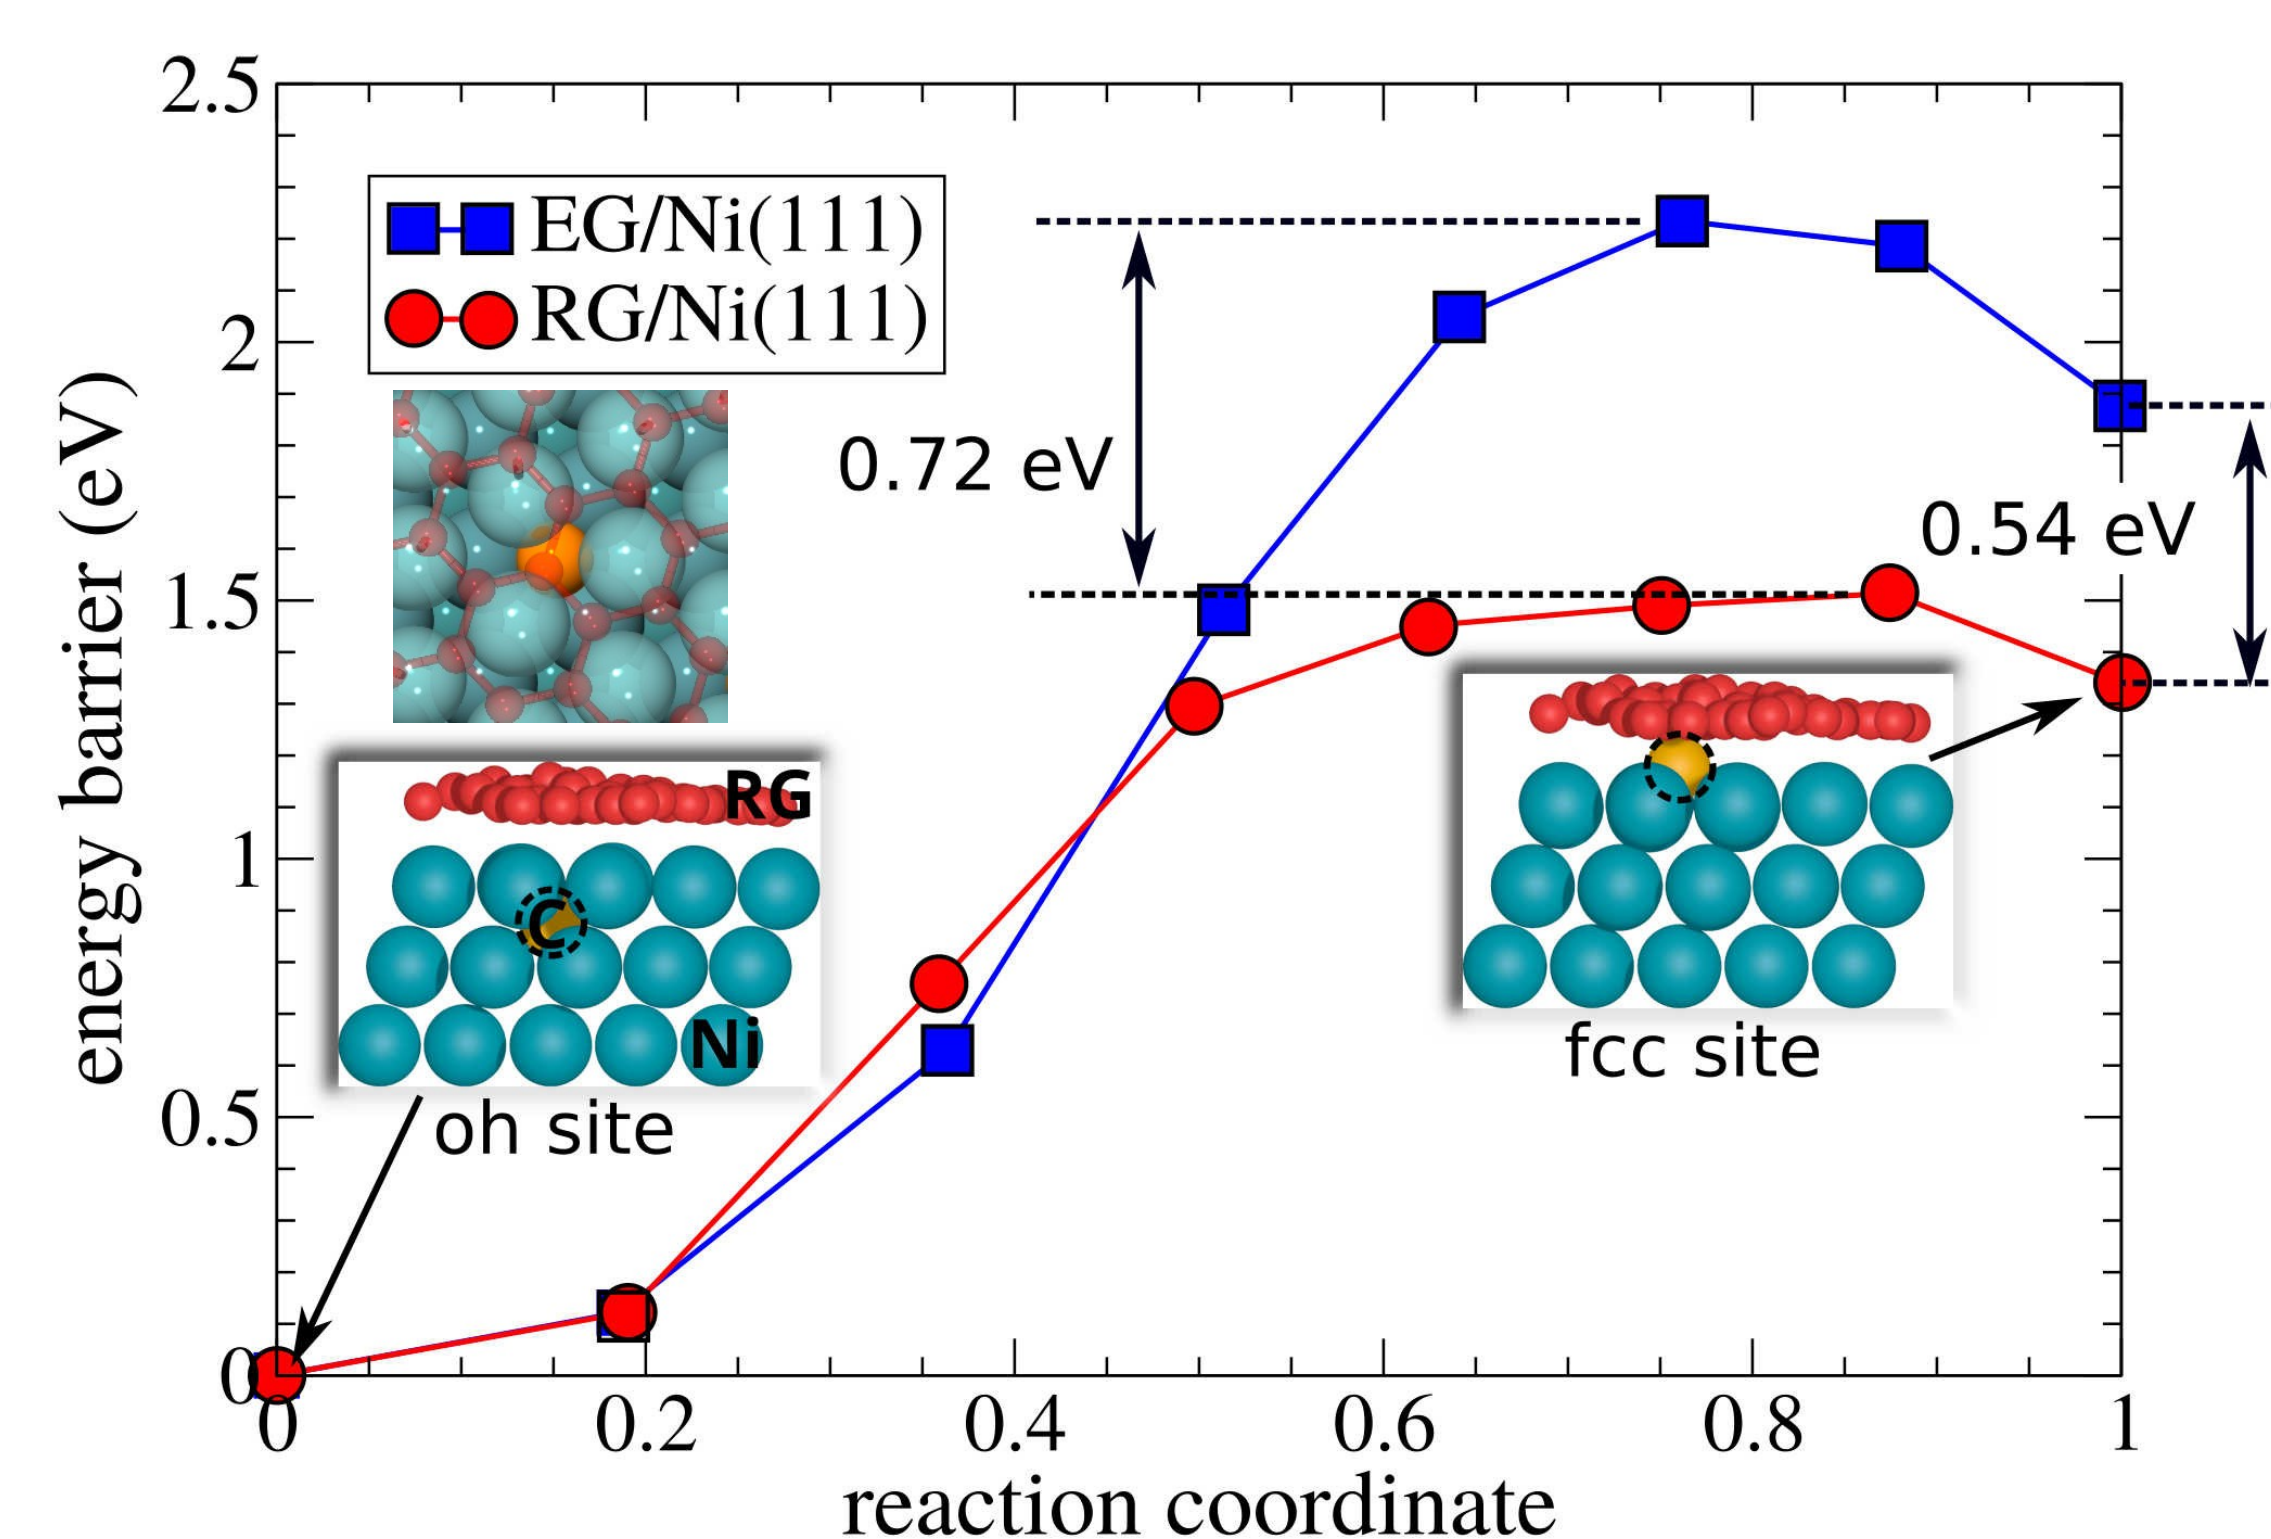 2.5
2
1.5
1
0.5
0
energy barrier (eV)
EG/Ni(111)
RG/Ni(111)
0.72 eV
0.54 eV
RG
C
Ni
oh site
fcc site
0 0.2 0.4 0.6 0.8 1
reaction coordinate